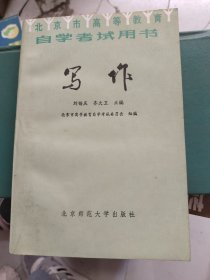 北京市高等教育
自学考试用书
写作
刘锡庆 齐大卫 主编
北京市高等教育自学考试委员会 组编
北京师范大学出版社